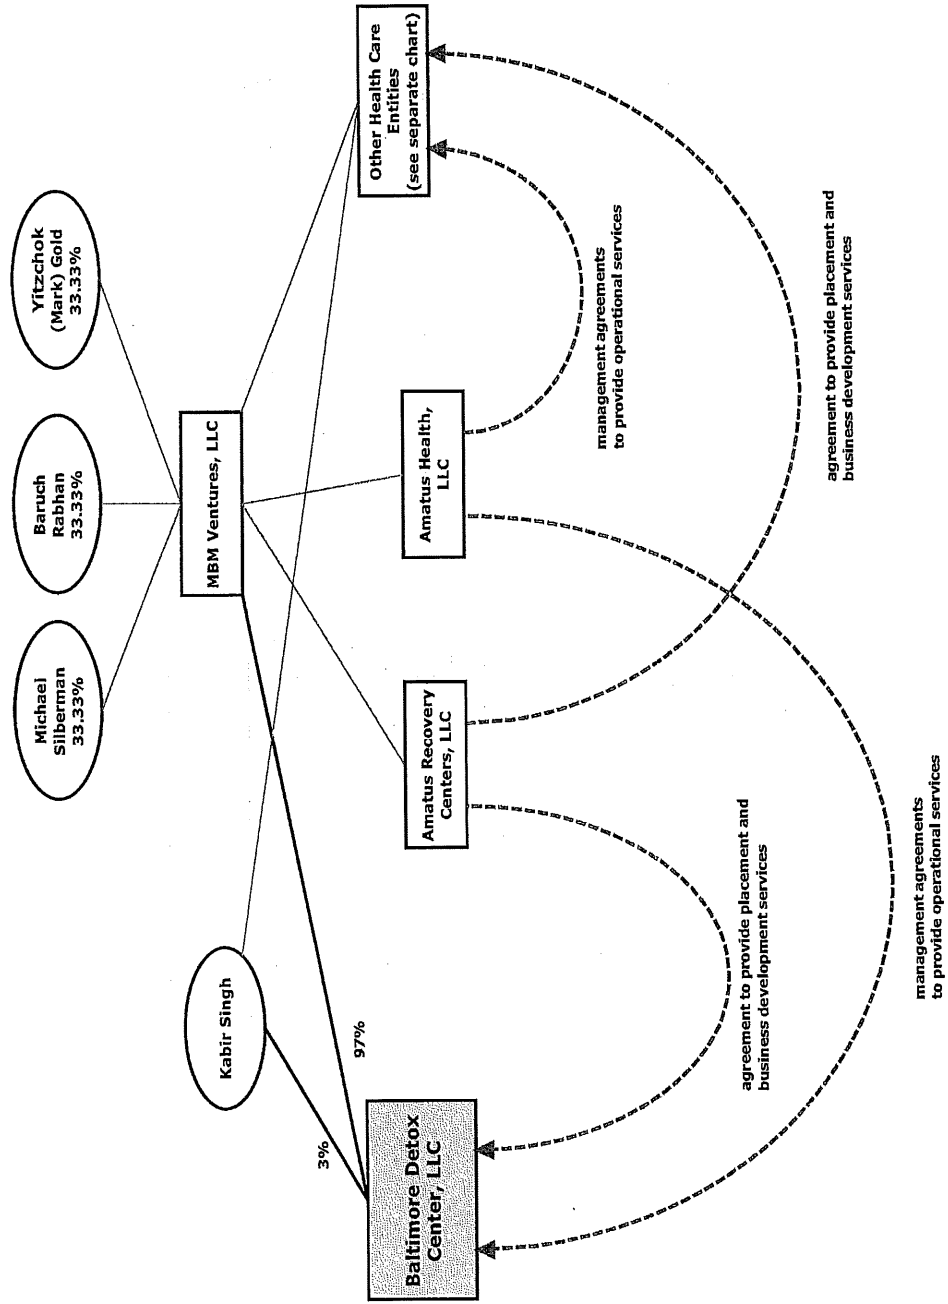 Michael
Silberman
33.33%
Baruch
Rabhan
33.33%
Yitzchok
(Mark) Gold
33.33%
Kabir Singh
MBM Ventures, LLC
3%
97%
Baltimore Detox
Center, LLC
Amatus Recovery
Centers, LLC
Amatus Health,
LLC
Other Health Care
Entities
(see separate chart)
management agreements
to provide operational services
agreement to provide placement and
business development services
agreement to provide placement and
business development services
management agreements
to provide operational services